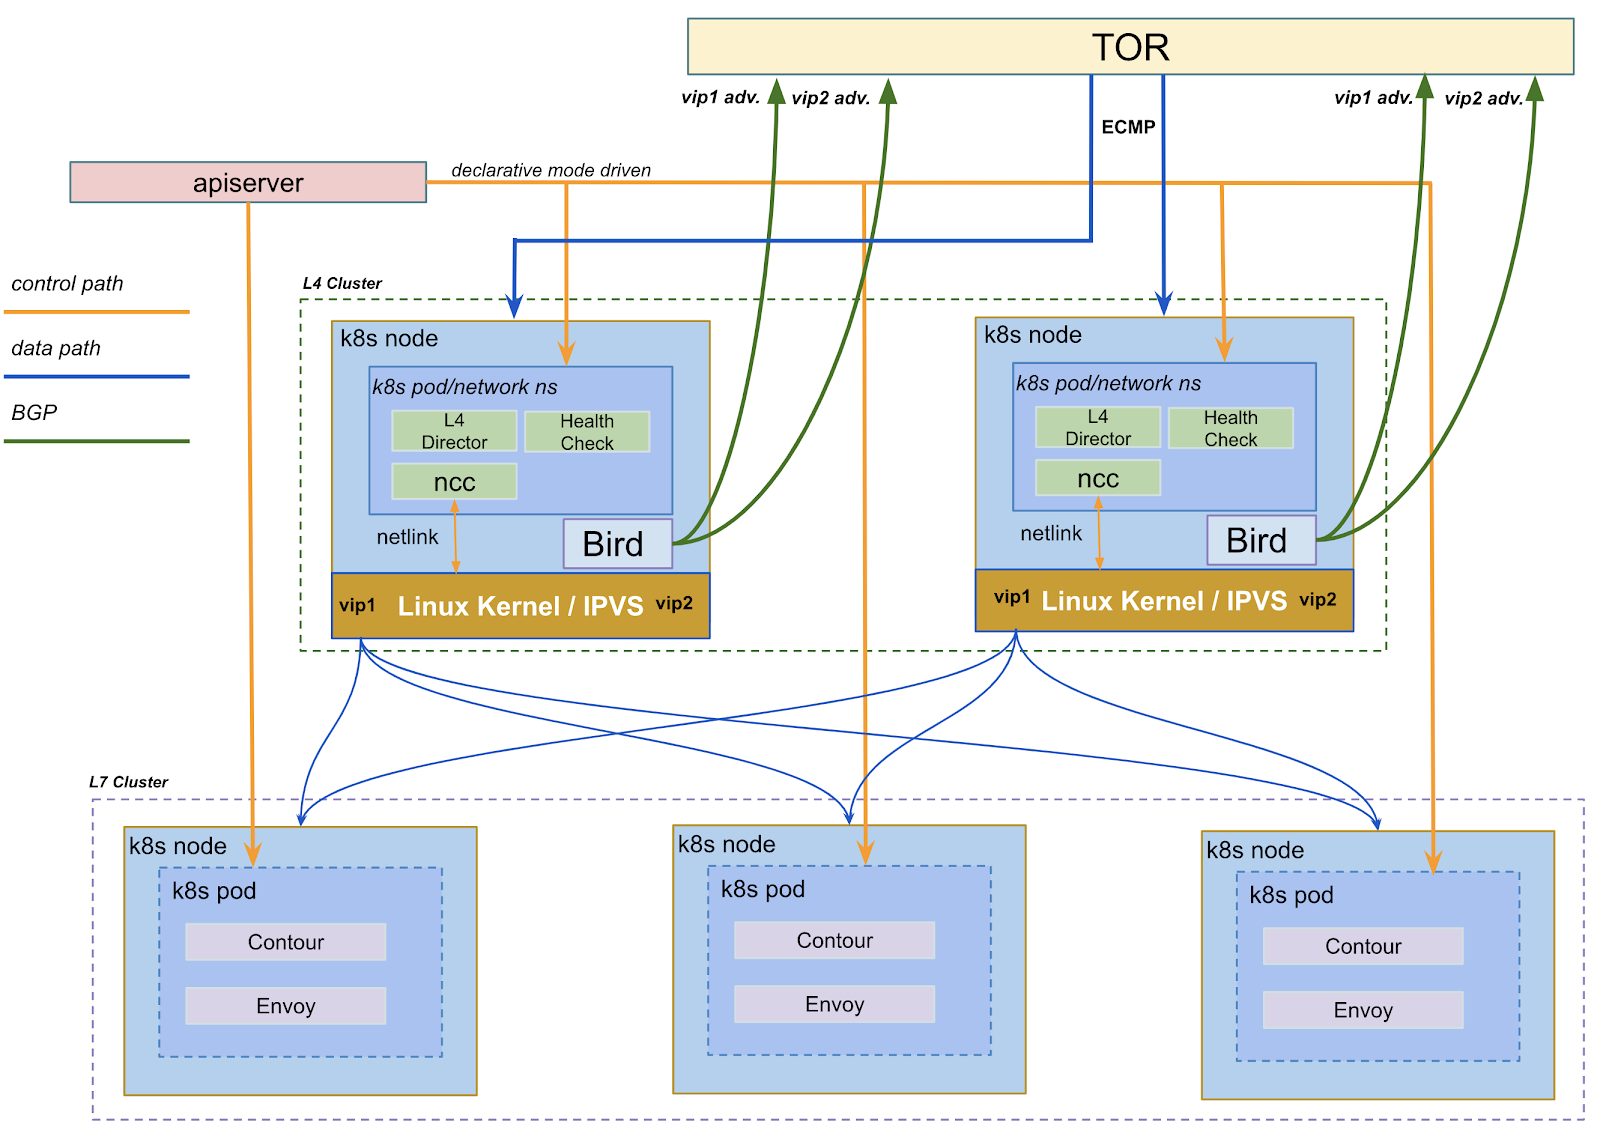 TOR
vip1 adv.
vip2 adv.
vip1 adv.
vip2 adv.
ECMP
apiserver
declarative mode driven
control path
data path
BGP
L4 Cluster
k8s node
k8s pod/network ns
L4
Director
Health
Check
ncc
netlink
Bird
vip1
Linux Kernel / IPVS
vip2
k8s node
k8s pod/network ns
L4
Director
Health
Check
ncc
netlink
Bird
vip1
Linux Kernel / IPVS
vip2
L7 Cluster
k8s node
k8s pod
Contour
Envoy
k8s node
k8s pod
Contour
Envoy
k8s node
k8s pod
Contour
Envoy